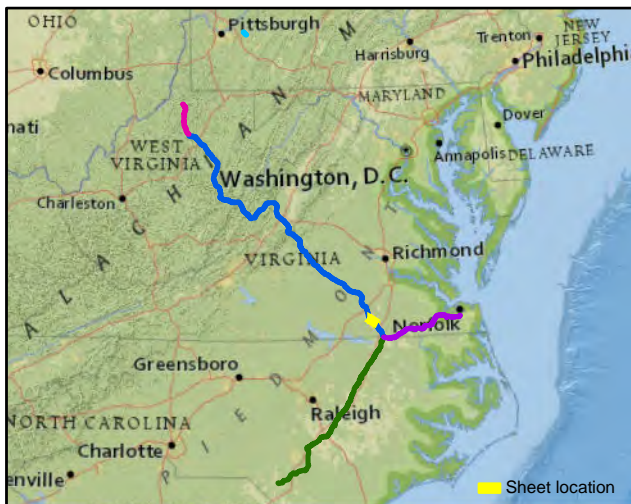 OHIO
Pittsburgh
NEW
JERSEY
Trenton
Harrisburg
Philadelphia
Columbus
MARYLAND
Dover
nati
WEST
VIRGINIA
Annapolis
DELAWARE
Washington, D.C.
Charleston
VIRGINIA
Richmond
Norfolk
Greensboro
Raleigh
NORTH CAROLINA
Charlotte
enville
A L A C H I A N M
P I E D M O N T
Sheet location